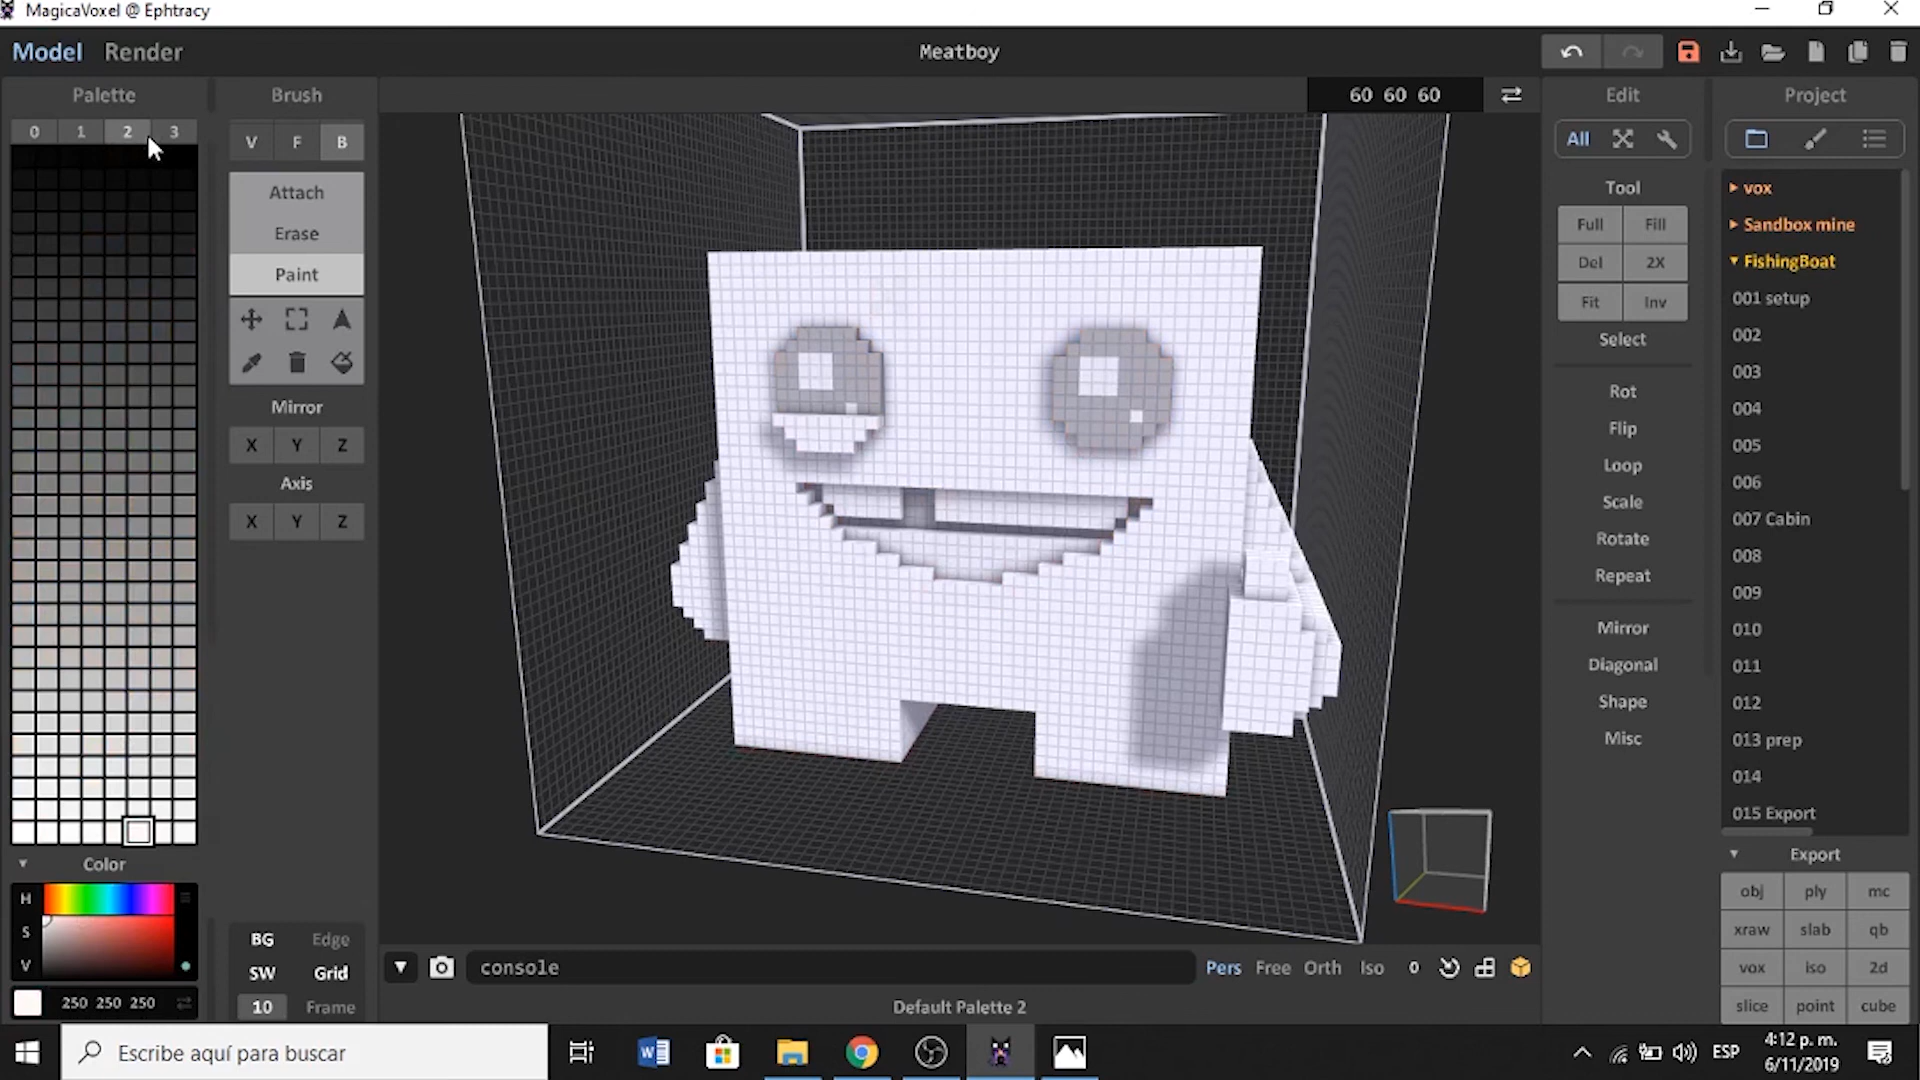 MagicaVoxel @ Ephtracy
Model Render
Meatboy
Palette
0 1 2 3
Color
H
S
V
250 250 250
Brush
V F B
Attach
Erase
Paint
Mirror
X Y Z
Axis
X Y Z
BG Edge
SW Grid
10 Frame
60 60 60
console
Pers Free Orth Iso 0
Default Palette 2
Edit
All
Tool
Full Fill
Del 2X
Fit Inv
Select
Rot
Flip
Loop
Scale
Rotate
Repeat
Mirror
Diagonal
Shape
Misc
Project
vox
Sandbox mine
FishingBoat
001 setup
002
003
004
005
006
007 Cabin
008
009
010
011
012
013 prep
014
015 Export
Export
obj ply mc
xraw slab qb
vox iso 2d
slice point cube
Escribe aquí para buscar
ESP
4:12 p. m.
6/11/2019